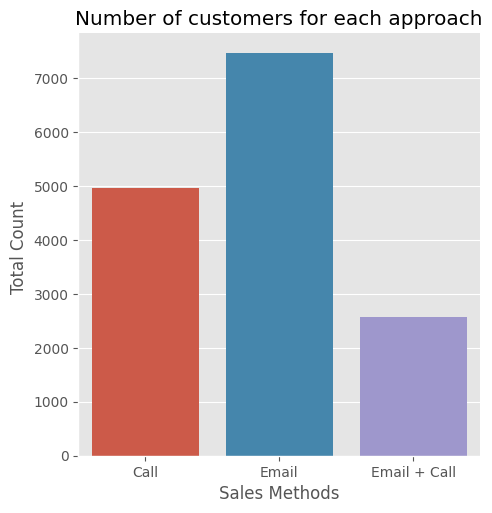 Number of customers for each approach
Total Count
7000
6000
5000
4000
3000
2000
1000
0
Call
Email
Email + Call
Sales Methods